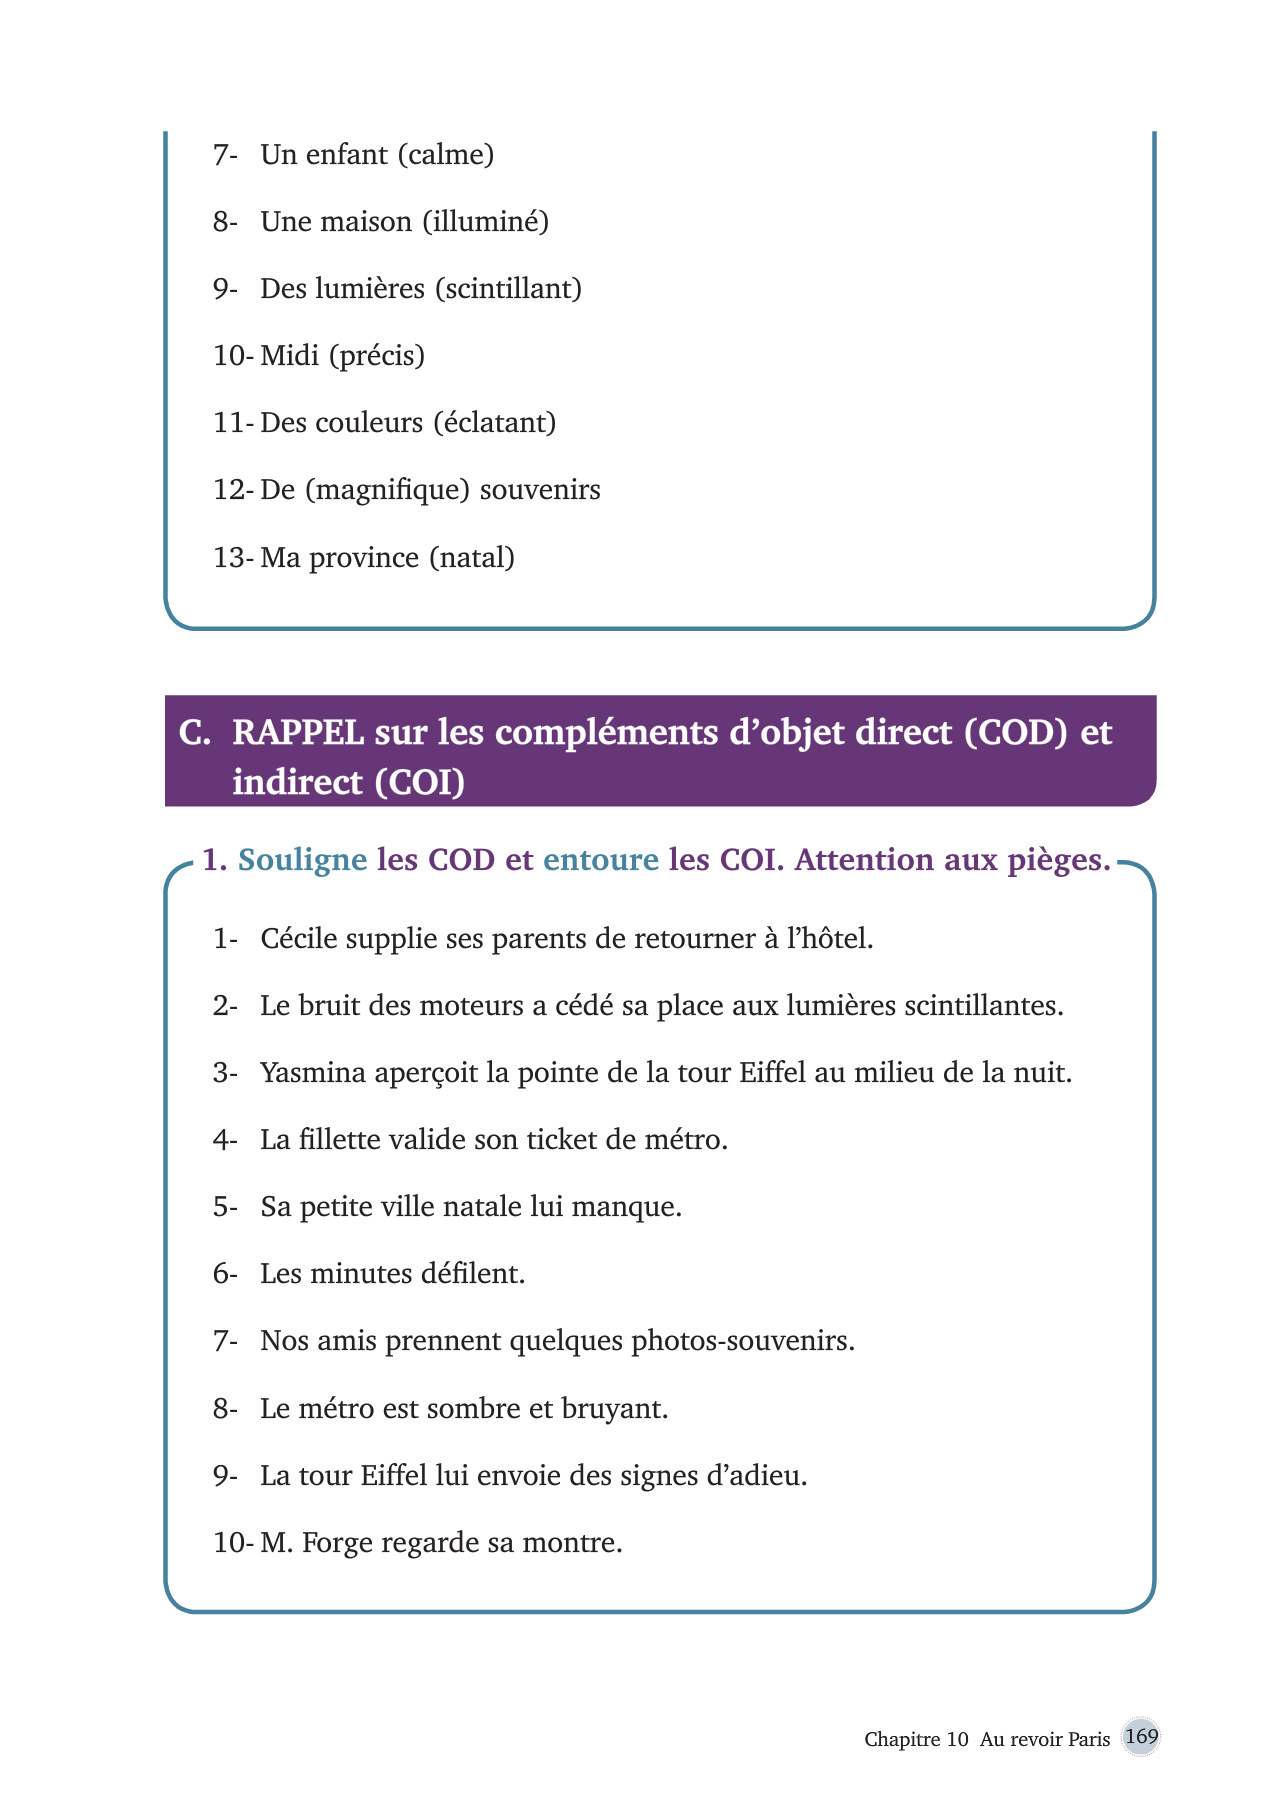 7- Un enfant (calme)
8- Une maison (illuminé)
9- Des lumières (scintillant)
10- Midi (précis)
11- Des couleurs (éclatant)
12- De (magnifique) souvenirs
13- Ma province (natal)
C. RAPPEL sur les compléments d’objet direct (COD) et
indirect (COI)
1. Souligne les COD et entoure les COI. Attention aux pièges.
1- Cécile supplie ses parents de retourner à l’hôtel.
2- Le bruit des moteurs a cédé sa place aux lumières scintillantes.
3- Yasmina aperçoit la pointe de la tour Eiffel au milieu de la nuit.
4- La fillette valide son ticket de métro.
5- Sa petite ville natale lui manque.
6- Les minutes défilent.
7- Nos amis prennent quelques photos-souvenirs.
8- Le métro est sombre et bruyant.
9- La tour Eiffel lui envoie des signes d’adieu.
10- M. Forge regarde sa montre.
Chapitre 10 Au revoir Paris 169